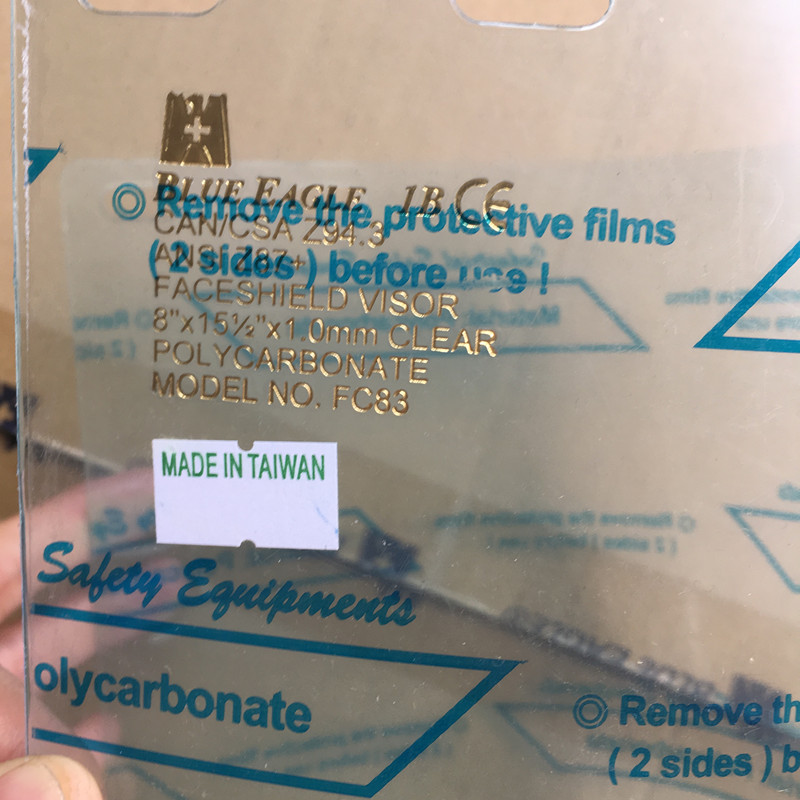 BLUE EAGLE 1B CE
Remove the protective films
CAN/CSA Z94.3
ANSI Z87+
( 2 sides ) before use !
FACESHIELD VISOR
8"x15½"x1.0mm CLEAR
POLYCARBONATE
MODEL NO. FC83
MADE IN TAIWAN
Safety Equipments
olycarbonate
Remove th
( 2 sides ) b